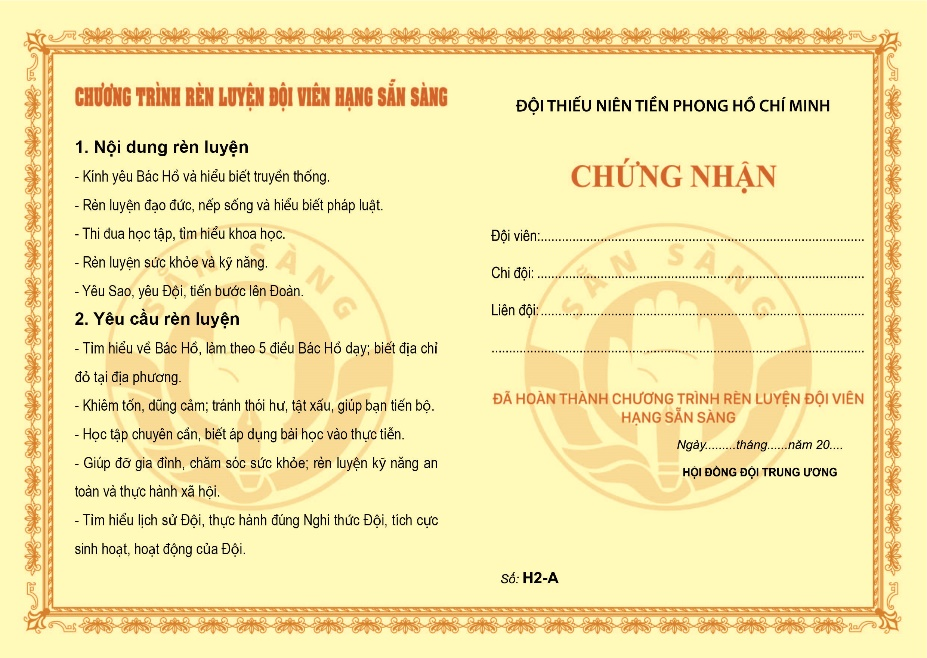 CHƯƠNG TRÌNH RÈN LUYỆN ĐỘI VIÊN HẠNG SẴN SÀNG
1. Nội dung rèn luyện
- Kính yêu Bác Hồ và hiểu biết truyền thống.
- Rèn luyện đạo đức, nếp sống và hiểu biết pháp luật.
- Thi đua học tập, tìm hiểu khoa học.
- Rèn luyện sức khỏe và kỹ năng.
- Yêu Sao, yêu Đội, tiến bước lên Đoàn.
2. Yêu cầu rèn luyện
- Tìm hiểu về Bác Hồ, làm theo 5 điều Bác Hồ dạy; biết địa chỉ
đỏ tại địa phương.
- Khiêm tốn, dũng cảm; tránh thói hư, tật xấu, giúp bạn tiến bộ.
- Học tập chuyên cần, biết áp dụng bài học vào thực tiễn.
- Giúp đỡ gia đình, chăm sóc sức khỏe; rèn luyện kỹ năng an
toàn và thực hành xã hội.
- Tìm hiểu lịch sử Đội, thực hành đúng Nghi thức Đội, tích cực
sinh hoạt, hoạt động của Đội.
SẴN SÀNG
ĐỘI THIẾU NIÊN TIỀN PHONG HỒ CHÍ MINH
CHỨNG NHẬN
Đội viên:..........................................................................................
Chi đội: ...........................................................................................
Liên đội:..........................................................................................
.........................................................................................................
ĐÃ HOÀN THÀNH CHƯƠNG TRÌNH RÈN LUYỆN ĐỘI VIÊN
HẠNG SẴN SÀNG
Ngày.........tháng......năm 20....
HỘI ĐỒNG ĐỘI TRUNG ƯƠNG
Số: H2-A
SẴN SÀNG